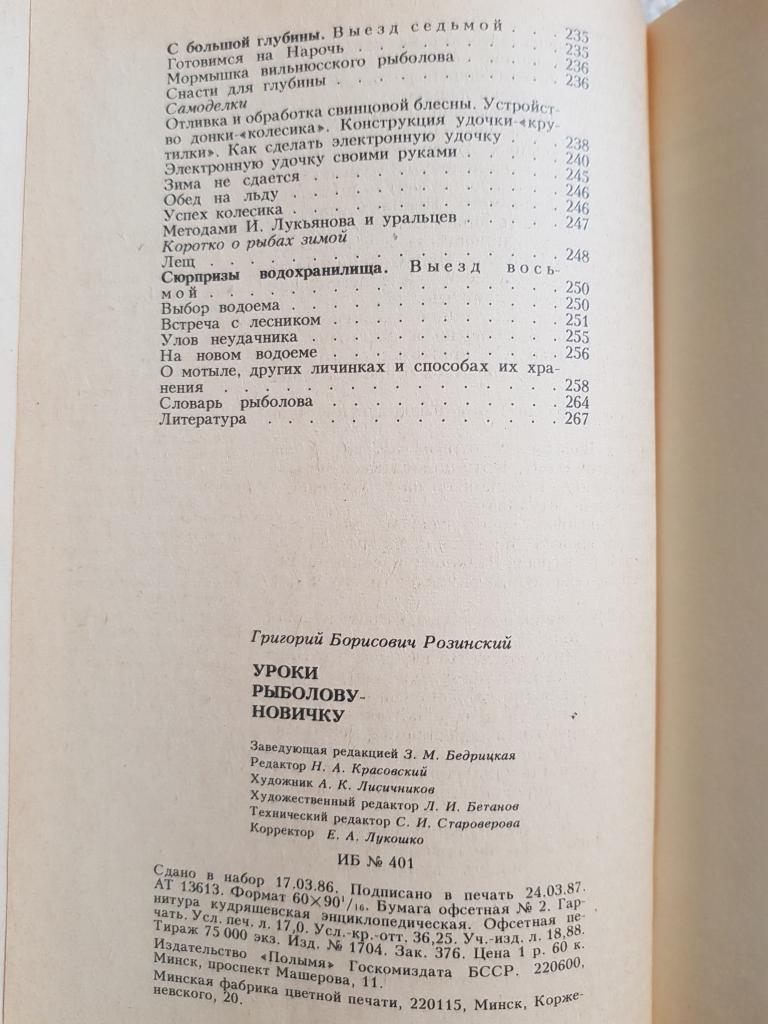 С большой глубины. Выезд седьмой . . . 235
Готовимся на Нарочь . . . . . . . . 235
Мормышка вильнюсского рыболова . . . . 236
Снасти для глубины . . . . . . . . . 236
Самоделки
Отливка и обработка свинцовой блесны. Устройст-
во донки-«колесика». Конструкция удочки-«кру-
тилки». Как сделать электронную удочку . . . 238
Электронную удочку своими руками . . . . 240
Зима не сдается . . . . . . . . . . 245
Обед на льду . . . . . . . . . . . 246
Успех колесика . . . . . . . . . . . 246
Методами И. Лукьянова и уральцев . . . . 247
Коротко о рыбах зимой
Лещ . . . . . . . . . . . . . . 248
Сюрпризы водохранилища. Выезд вось-
мой . . . . . . . . . . . . . . 250
Выбор водоема . . . . . . . . . . . 250
Встреча с лесником . . . . . . . . . 251
Улов неудачника . . . . . . . . . . 255
На новом водоеме . . . . . . . . . . 256
О мотыле, других личинках и способах их хра-
нения . . . . . . . . . . . . . 258
Словарь рыболова . . . . . . . . . . 264
Литература . . . . . . . . . . . . 267
Григорий Борисович Розинский
УРОКИ
РЫБОЛОВУ-
НОВИЧКУ
Заведующая редакцией З. М. Бедрицкая
Редактор Н. А. Красовский
Художник А. К. Лисичников
Художественный редактор Л. И. Бетанов
Технический редактор С. И. Староверова
Корректор Е. А. Лукошко
ИБ № 401
Сдано в набор 17.03.86. Подписано в печать 24.03.87.
АТ 13613. Формат 60×90¹/₁₆. Бумага офсетная № 2. Гар-
нитура кудряшевская энциклопедическая. Офсетная пе-
чать. Усл. печ. л. 17,0. Усл.-кр.-отт. 36,25. Уч.-изд. л. 18,88.
Тираж 75 000 экз. Изд. № 1704. Зак. 376. Цена 1 р. 60 к.
Издательство «Полымя» Госкомиздата БССР. 220600,
Минск, проспект Машерова, 11.
Минская фабрика цветной печати, 220115, Минск, Корже-
невского, 20.